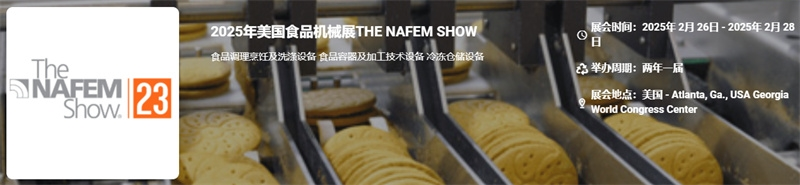 The
NAFEM
Show®
23
2025年美国食品机械展THE NAFEM SHOW
食品调理烹饪及洗涤设备 食品容器及加工技术设备 冷冻仓储设备
展会时间：2025年 2月 26日 - 2025年 2月 28
日
举办周期：两年一届
展会地点：美国 - Atlanta, Ga., USA Georgia
World Congress Center